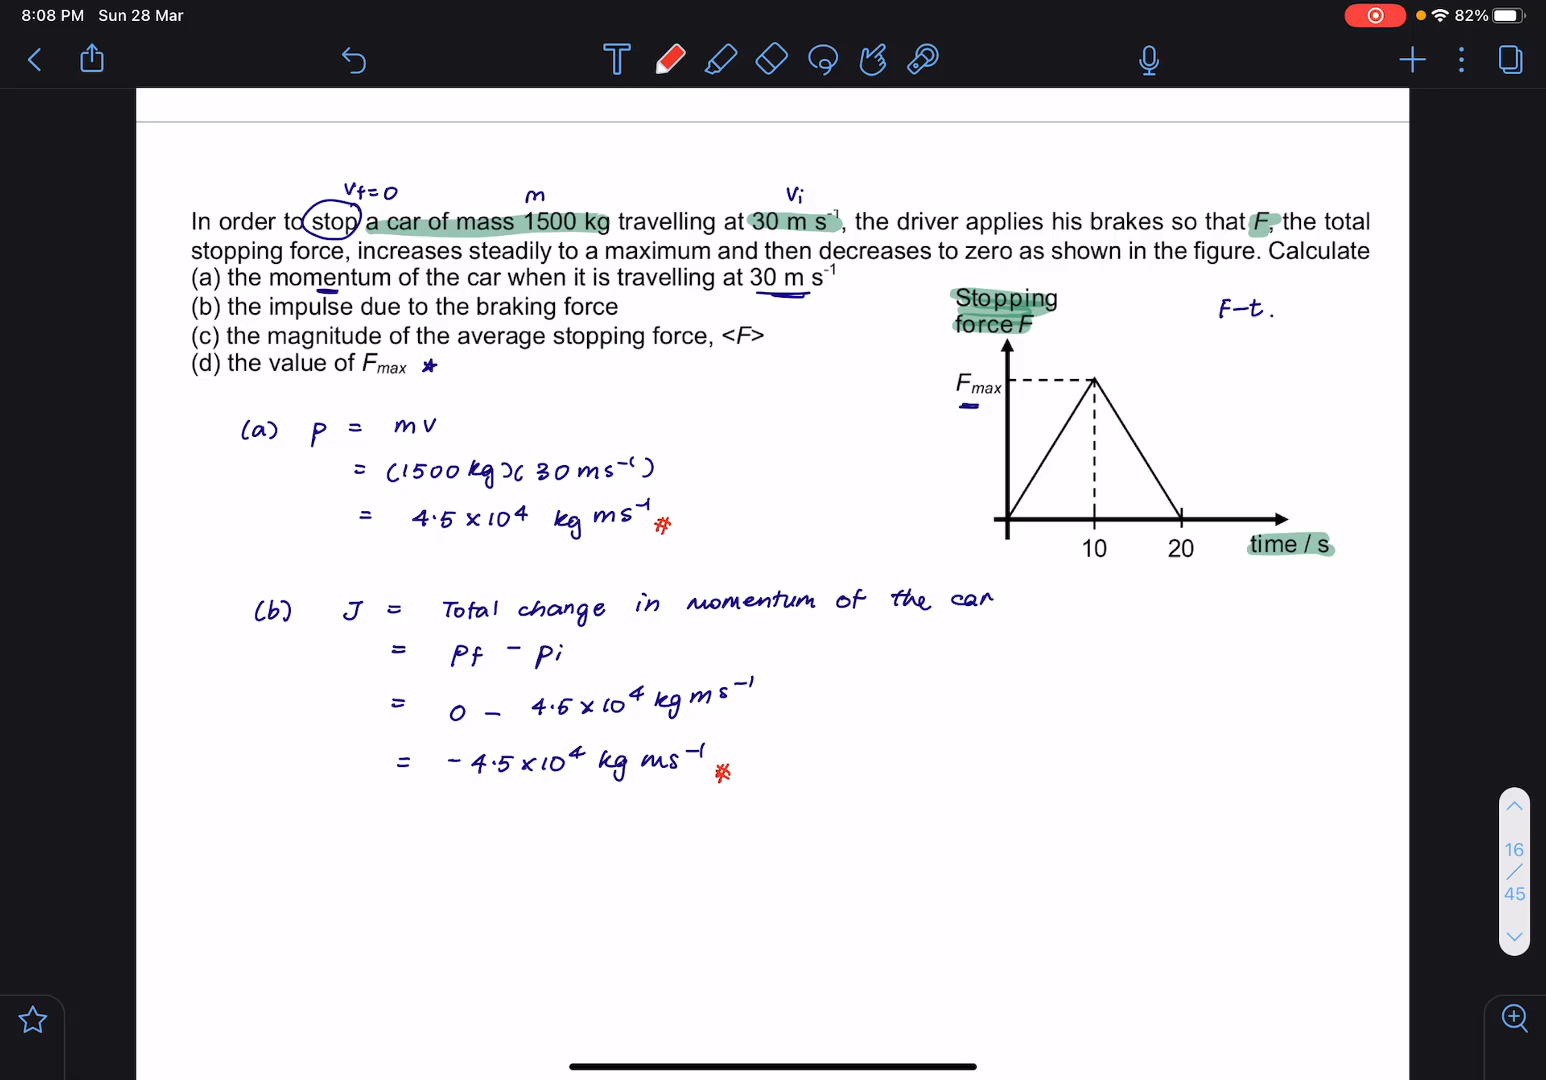 8:08 PM Sun 28 Mar
82%
T
Vf=0 m Vi
In order to stop a car of mass 1500 kg travelling at 30 m s⁻¹, the driver applies his brakes so that F, the total
stopping force, increases steadily to a maximum and then decreases to zero as shown in the figure. Calculate
(a) the momentum of the car when it is travelling at 30 m s⁻¹
(b) the impulse due to the braking force
(c) the magnitude of the average stopping force, <F>
(d) the value of Fmax
Stopping
force F
F-t.
Fmax
10 20 time / s
(a) p = mv
= (1500 kg)(30 ms⁻¹)
= 4.5 × 10⁴ kg ms⁻¹ #
(b) J = Total change in momentum of the car
= Pf - Pi
= 0 - 4.5 × 10⁴ kg ms⁻¹
= - 4.5 × 10⁴ kg ms⁻¹ #
16
/
45